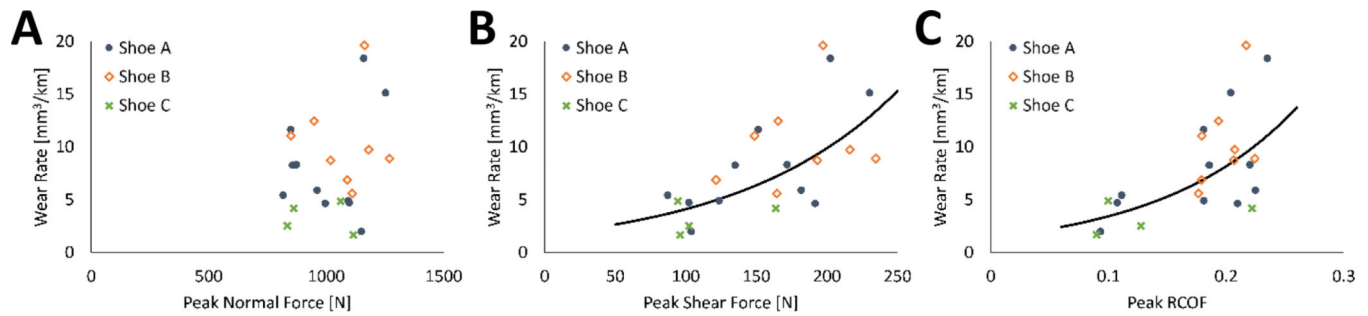 A
Wear Rate [mm³/km]
20
15
10
5
0
Shoe A
Shoe B
Shoe C
0 500 1000 1500
Peak Normal Force [N]
B
Wear Rate [mm³/km]
20
15
10
5
0
Shoe A
Shoe B
Shoe C
0 50 100 150 200 250
Peak Shear Force [N]
C
Wear Rate [mm³/km]
20
15
10
5
0
Shoe A
Shoe B
Shoe C
0 0.1 0.2 0.3
Peak RCOF